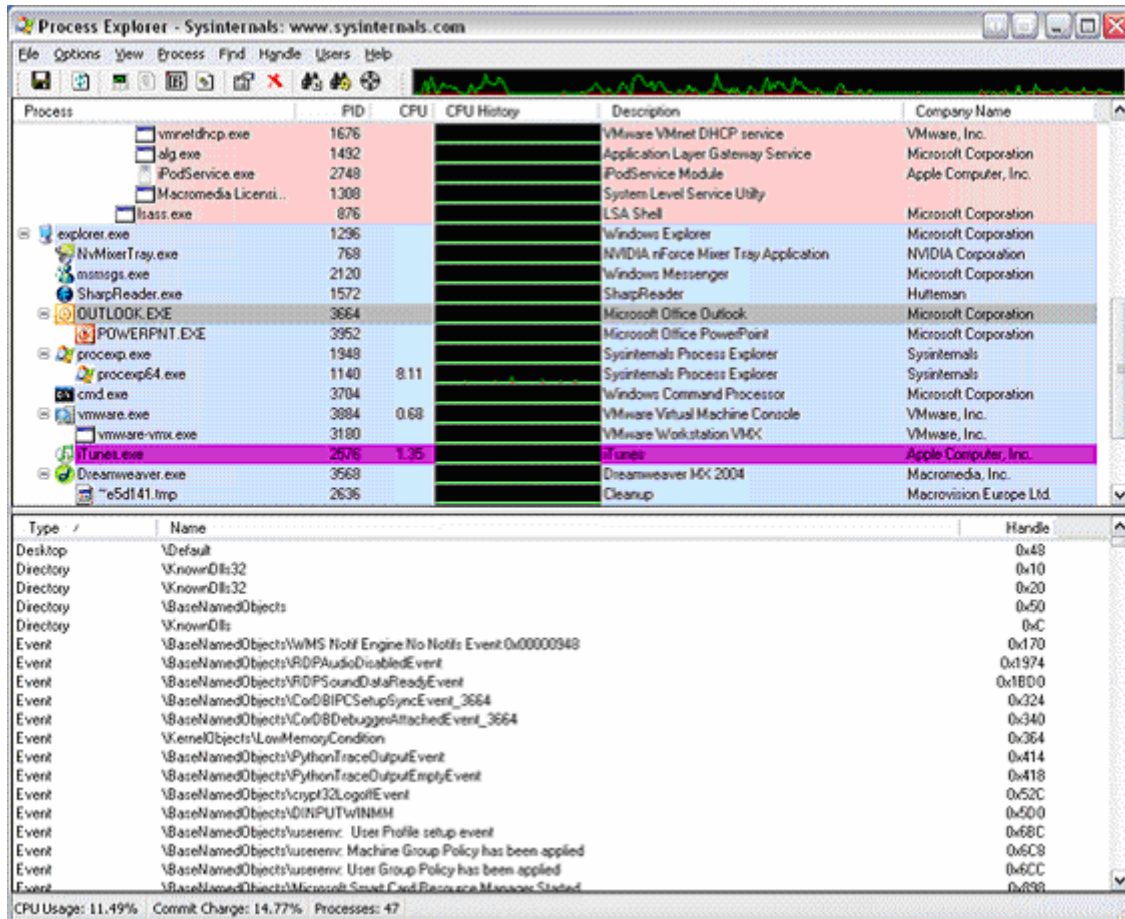 Process Explorer - Sysinternals: www.sysinternals.com
File Options View Process Find Handle Users Help
Process PID CPU CPU History Description Company Name
vmnetdhcp.exe 1676 VMware VMnet DHCP service VMware, Inc.
alg.exe 1492 Application Layer Gateway Service Microsoft Corporation
iPodService.exe 2748 iPodService Module Apple Computer, Inc.
Macromedia Licensi... 1308 System Level Service Utility
lsass.exe 876 LSA Shell Microsoft Corporation
explorer.exe 1296 Windows Explorer Microsoft Corporation
NvMixerTray.exe 768 NVIDIA nForce Mixer Tray Application NVIDIA Corporation
msmsgs.exe 2120 Windows Messenger Microsoft Corporation
SharpReader.exe 1572 SharpReader Hutteman
OUTLOOK.EXE 3664 Microsoft Office Outlook Microsoft Corporation
POWERPNT.EXE 3952 Microsoft Office PowerPoint Microsoft Corporation
procexp.exe 1948 Sysinternals Process Explorer Sysinternals
procexp64.exe 1140 8.11 Sysinternals Process Explorer Sysinternals
cmd.exe 3704 Windows Command Processor Microsoft Corporation
vmware.exe 3884 0.68 VMware Virtual Machine Console VMware, Inc.
vmware-vmx.exe 3180 VMware Workstation VMX VMware, Inc.
iTunes.exe 2576 1.35 iTunes Apple Computer, Inc.
Dreamweaver.exe 3568 Dreamweaver MX 2004 Macromedia, Inc.
~e5d141.tmp 2636 Cleanup Macrovision Europe Ltd.
Type Name Handle
Desktop \Default 0x48
Directory \KnownDlls32 0x10
Directory \KnownDlls32 0x20
Directory \BaseNamedObjects 0x50
Directory \KnownDlls 0xC
Event \BaseNamedObjects\WMS Notif Engine No Notifs Event 0x00000948 0x170
Event \BaseNamedObjects\RDPAudioDisabledEvent 0x1974
Event \BaseNamedObjects\RDPSoundDataReadyEvent 0x1BD0
Event \BaseNamedObjects\CorDBIPCSetupSyncEvent_3664 0x324
Event \BaseNamedObjects\CorDBDebuggerAttachedEvent_3664 0x340
Event \KernelObjects\LowMemoryCondition 0x364
Event \BaseNamedObjects\PythonTraceOutputEvent 0x414
Event \BaseNamedObjects\PythonTraceOutputEmptyEvent 0x418
Event \BaseNamedObjects\crypt32LogoffEvent 0x52C
Event \BaseNamedObjects\DINPUTWINMM 0x5D0
Event \BaseNamedObjects\userenv: User Profile setup event 0x6BC
Event \BaseNamedObjects\userenv: Machine Group Policy has been applied 0x6C8
Event \BaseNamedObjects\userenv: User Group Policy has been applied 0x6CC
Event \BaseNamedObjects\Microsoft Smart Card Resource Manager Started 0x898
CPU Usage: 11.49% Commit Charge: 14.77% Processes: 47